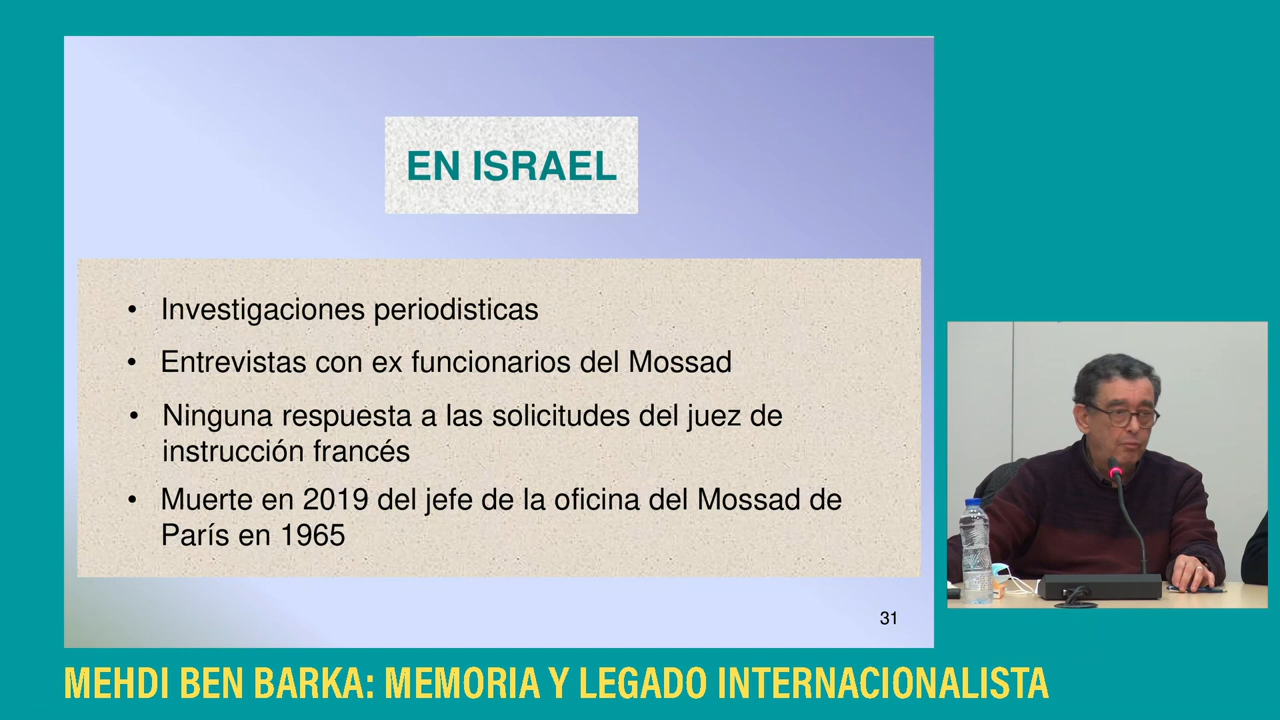 EN ISRAEL
• Investigaciones periodisticas
• Entrevistas con ex funcionarios del Mossad
• Ninguna respuesta a las solicitudes del juez de
instrucción francés
• Muerte en 2019 del jefe de la oficina del Mossad de
París en 1965
31
MEHDI BEN BARKA: MEMORIA Y LEGADO INTERNACIONALISTA